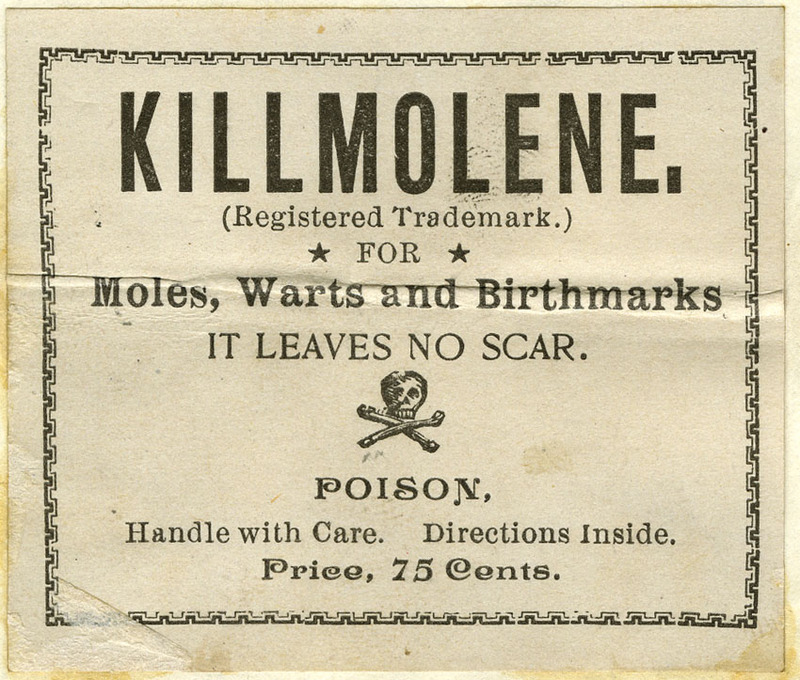 KILLMOLENE.
(Registered Trademark.)
★ FOR ★
Moles, Warts and Birthmarks
IT LEAVES NO SCAR.
POISON,
Handle with Care. Directions Inside.
Price, 75 Cents.